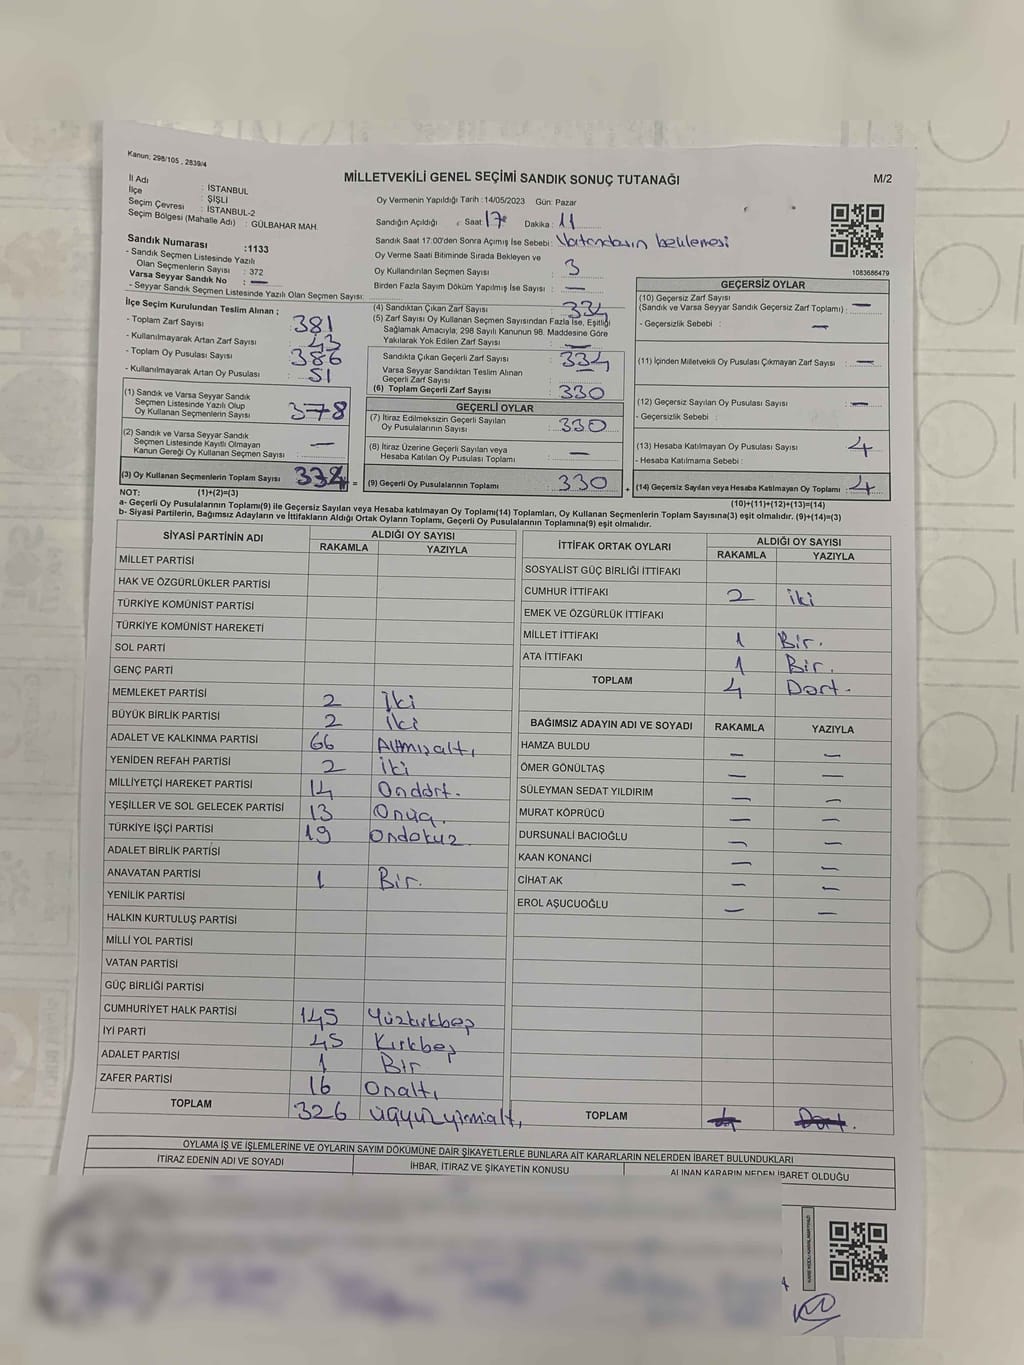 Kanun; 298/105 , 2839/4
MİLLETVEKİLİ GENEL SEÇİMİ SANDIK SONUÇ TUTANAĞI
M/2
İl Adı : İSTANBUL
İlçe : ŞİŞLİ
Seçim Çevresi : İSTANBUL-2
Seçim Bölgesi (Mahalle Adı) : GÜLBAHAR MAH.
Sandık Numarası :1133
- Sandık Seçmen Listesinde Yazılı
Olan Seçmenlerin Sayısı : 372
Varsa Seyyar Sandık No : —
- Seyyar Sandık Seçmen Listesinde Yazılı Olan Seçmen Sayısı:
Oy Vermenin Yapıldığı Tarih :14/05/2023 Gün: Pazar
Sandığın Açıldığı : Saat 17 Dakika : 11
Sandık Saat 17:00'den Sonra Açılmış İse Sebebi : Vatandaşın beklemesi
Oy Verme Saati Bitiminde Sırada Bekleyen ve
Oy Kullandırılan Seçmen Sayısı : 3
Birden Fazla Sayım Döküm Yapılmış İse Sayısı : —
1083686479
İlçe Seçim Kurulundan Teslim Alınan ;
- Toplam Zarf Sayısı : 381
- Kullanılmayarak Artan Zarf Sayısı : 43
- Toplam Oy Pusulası Sayısı : 386
- Kullanılmayarak Artan Oy Pusulası : 51
(1) Sandık ve Varsa Seyyar Sandık
Seçmen Listesinde Yazılı Olup
Oy Kullanan Seçmenlerin Sayısı : 378
(2) Sandık ve Varsa Seyyar Sandık
Seçmen Listesinde Kayıtlı Olmayan
Kanun Gereği Oy Kullanan Seçmen Sayısı : —
(3) Oy Kullanan Seçmenlerin Toplam Sayısı : 334 =
(4) Sandıktan Çıkan Zarf Sayısı : 334
(5) Zarf Sayısı Oy Kullanan Seçmen Sayısından Fazla İse, Eşitliği
Sağlamak Amacıyla; 298 Sayılı Kanunun 98. Maddesine Göre
Yakılarak Yok Edilen Zarf Sayısı : —
Sandıkta Çıkan Geçerli Zarf Sayısı : 334
Varsa Seyyar Sandıktan Teslim Alınan
Geçerli Zarf Sayısı : —
(6) Toplam Geçerli Zarf Sayısı : 330
GEÇERLİ OYLAR
(7) İtiraz Edilmeksizin Geçerli Sayılan
Oy Pusulalarının Sayısı : 330
(8) İtiraz Üzerine Geçerli Sayılan veya
Hesaba Katılan Oy Pusulası Toplamı : —
(9) Geçerli Oy Pusulalarının Toplamı : 330 +
GEÇERSİZ OYLAR
(10) Geçersiz Zarf Sayısı
(Sandık ve Varsa Seyyar Sandık Geçersiz Zarf Toplamı) : —
- Geçersizlik Sebebi : —
(11) İçinden Milletvekili Oy Pusulası Çıkmayan Zarf Sayısı : —
(12) Geçersiz Sayılan Oy Pusulası Sayısı : —
- Geçersizlik Sebebi :
(13) Hesaba Katılmayan Oy Pusulası Sayısı : 4
- Hesaba Katılmama Sebebi :
(14) Geçersiz Sayılan veya Hesaba Katılmayan Oy Toplamı : 4
NOT: (1)+(2)=(3)
(10)+(11)+(12)+(13)=(14)
a- Geçerli Oy Pusulalarının Toplamı(9) ile Geçersiz Sayılan veya Hesaba katılmayan Oy Toplamı(14) Toplamları, Oy Kullanan Seçmenlerin Toplam Sayısına(3) eşit olmalıdır. (9)+(14)=(3)
b- Siyasi Partilerin, Bağımsız Adayların ve İttifakların Aldığı Ortak Oyların Toplamı, Geçerli Oy Pusulalarının Toplamına(9) eşit olmalıdır.
SİYASİ PARTİNİN ADI ALDIĞI OY SAYISI
RAKAMLA YAZIYLA
MİLLET PARTİSİ
HAK VE ÖZGÜRLÜKLER PARTİSİ
TÜRKİYE KOMÜNİST PARTİSİ
TÜRKİYE KOMÜNİST HAREKETİ
SOL PARTİ
GENÇ PARTİ
MEMLEKET PARTİSİ 2 İki
BÜYÜK BİRLİK PARTİSİ 2 iki
ADALET VE KALKINMA PARTİSİ 66 Altmışaltı
YENİDEN REFAH PARTİSİ 2 iki
MİLLİYETÇİ HAREKET PARTİSİ 14 Ondört.
YEŞİLLER VE SOL GELECEK PARTİSİ 13 Onüç.
TÜRKİYE İŞÇİ PARTİSİ 19 Ondokuz.
ADALET BİRLİK PARTİSİ
ANAVATAN PARTİSİ 1 Bir.
YENİLİK PARTİSİ
HALKIN KURTULUŞ PARTİSİ
MİLLİ YOL PARTİSİ
VATAN PARTİSİ
GÜÇ BİRLİĞİ PARTİSİ
CUMHURİYET HALK PARTİSİ 145 Yüzkırkbeş
İYİ PARTİ 45 Kırkbeş
ADALET PARTİSİ 1 Bir
ZAFER PARTİSİ 16 Onaltı
TOPLAM 326 üçyüzyirmialtı
İTTİFAK ORTAK OYLARI ALDIĞI OY SAYISI
RAKAMLA YAZIYLA
SOSYALİST GÜÇ BİRLİĞİ İTTİFAKI
CUMHUR İTTİFAKI 2 iki
EMEK VE ÖZGÜRLÜK İTTİFAKI
MİLLET İTTİFAKI 1 Bir.
ATA İTTİFAKI 1 Bir.
TOPLAM 4 Dört.
BAĞIMSIZ ADAYIN ADI VE SOYADI RAKAMLA YAZIYLA
HAMZA BULDU — —
ÖMER GÖNÜLTAŞ — —
SÜLEYMAN SEDAT YILDIRIM — —
MURAT KÖPRÜCÜ — —
DURSUNALİ BACIOĞLU — —
KAAN KONANCİ — —
CİHAT AK — —
EROL AŞUCUOĞLU — —
TOPLAM 4 Dört.
OYLAMA İŞ VE İŞLEMLERİNE VE OYLARIN SAYIM DÖKÜMÜNE DAİR ŞİKAYETLERLE BUNLARA AİT KARARLARIN NELERDEN İBARET BULUNDUKLARI
İTİRAZ EDENİN ADI VE SOYADI İHBAR, İTİRAZ VE ŞİKAYETİN KONUSU ALINAN KARARIN NEDEN İBARET OLDUĞU